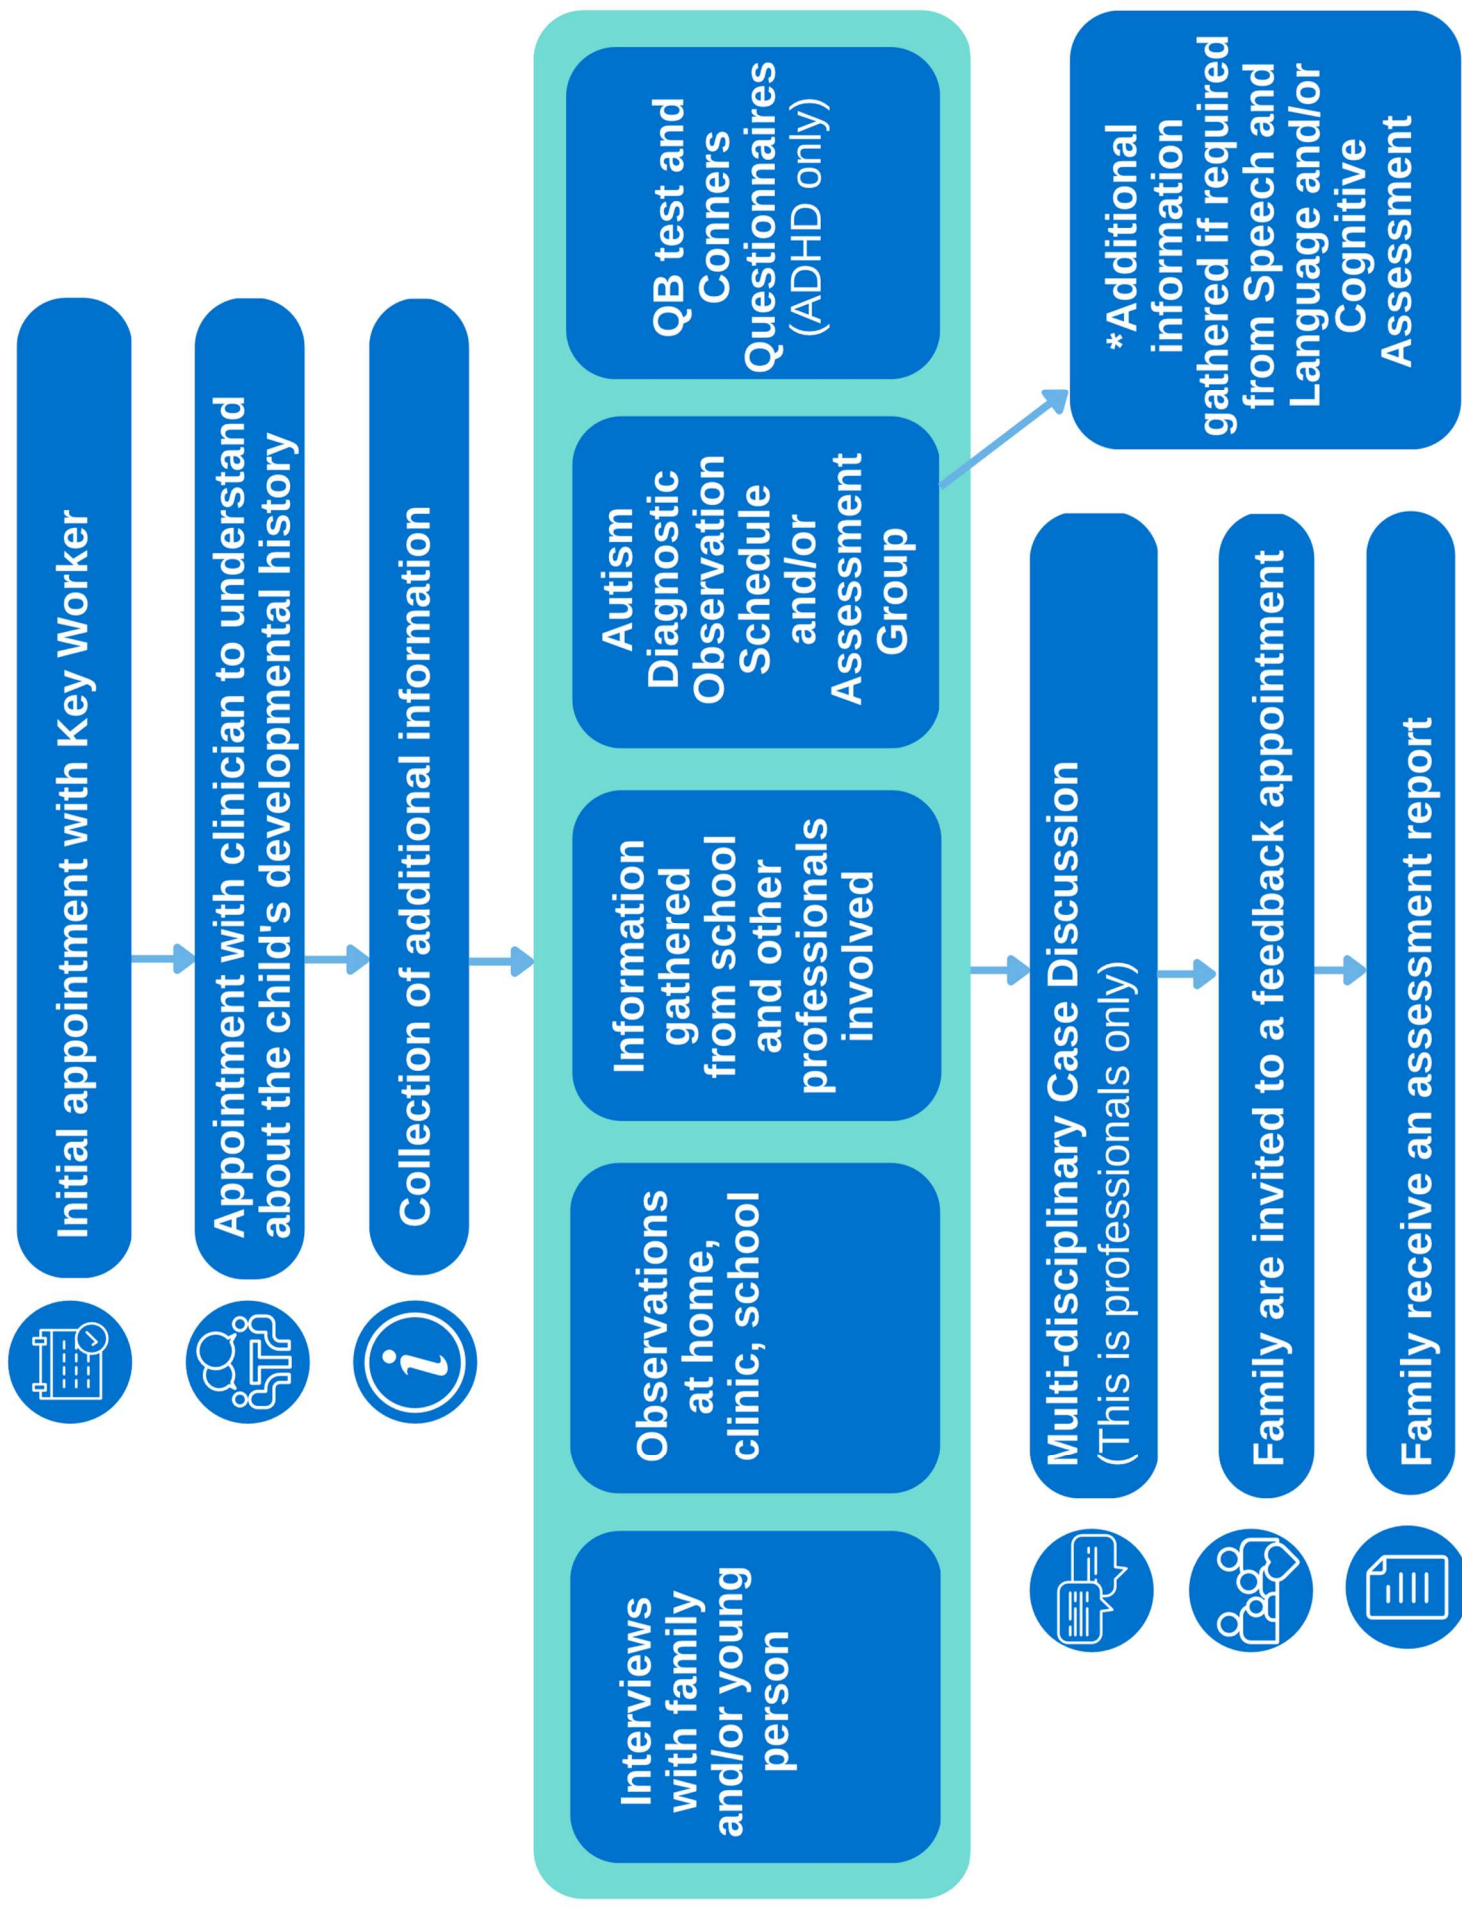 Initial appointment with Key Worker
Appointment with clinician to understand
about the child's developmental history
Collection of additional information
Interviews
with family
and/or young
person
Observations
at home,
clinic, school
Information
gathered
from school
and other
professionals
involved
Autism
Diagnostic
Observation
Schedule
and/or
Assessment
Group
QB test and
Conners
Questionnaires
(ADHD only)
*Additional
information
gathered if required
from Speech and
Language and/or
Cognitive
Assessment
Multi-disciplinary Case Discussion
(This is professionals only)
Family are invited to a feedback appointment
Family receive an assessment report